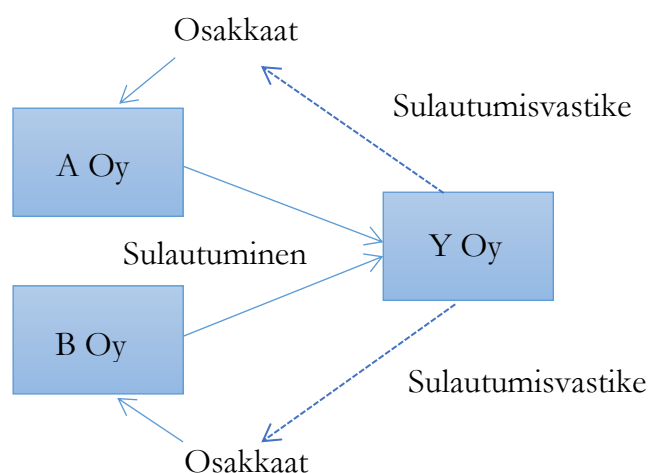 Osakkaat
Sulautumisvastike
A Oy
Y Oy
Sulautuminen
B Oy
Sulautumisvastike
Osakkaat